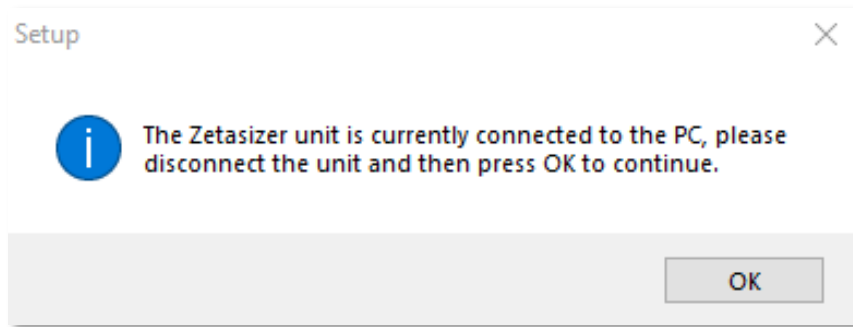 Setup
The Zetasizer unit is currently connected to the PC, please
disconnect the unit and then press OK to continue.
OK